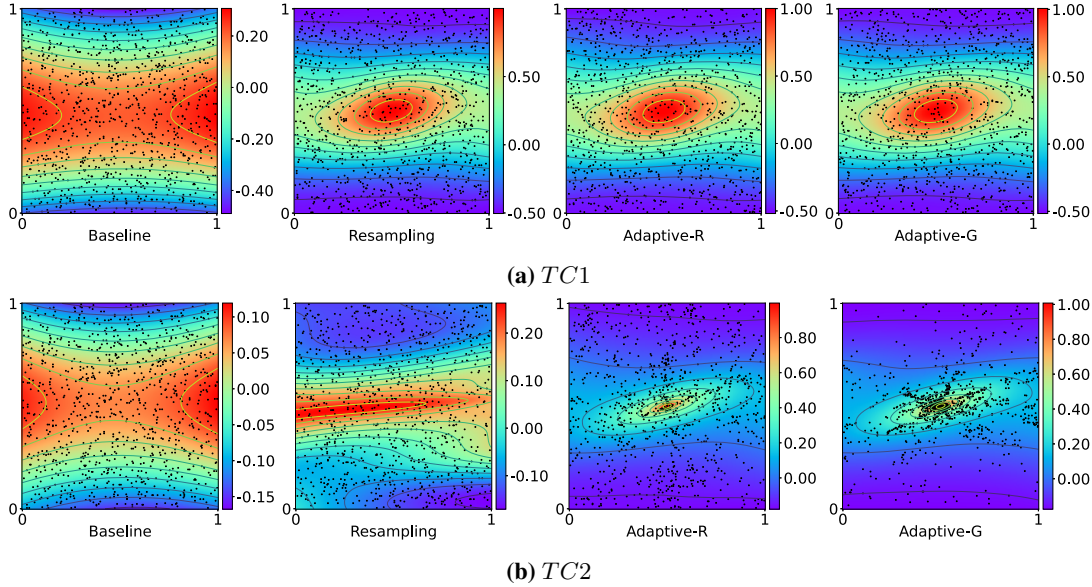 1 0.20 0.00 -0.20 -0.40 0 0 1 Baseline
1 1.00 0.50 0.00 -0.50 0 0 1 Resampling
1 1.00 0.50 0.00 -0.50 0 0 1 Adaptive-R
1 1.00 0.50 0.00 -0.50 0 0 1 Adaptive-G
(a) TC1
1 0.10 0.05 0.00 -0.05 -0.10 -0.15 0 0 1 Baseline
1 0.20 0.10 0.00 -0.10 0 0 1 Resampling
1 0.80 0.60 0.40 0.20 0.00 0 0 1 Adaptive-R
1 1.00 0.80 0.60 0.40 0.20 0.00 0 0 1 Adaptive-G
(b) TC2